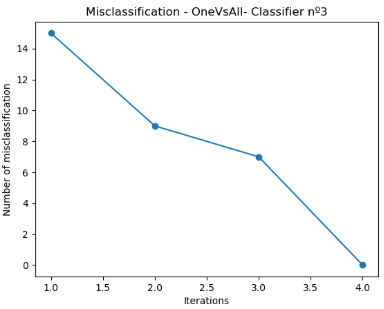 Misclassification - OneVsAll- Classifier nº3
Number of misclassification
14
12
10
8
6
4
2
0
1.0 1.5 2.0 2.5 3.0 3.5 4.0
Iterations